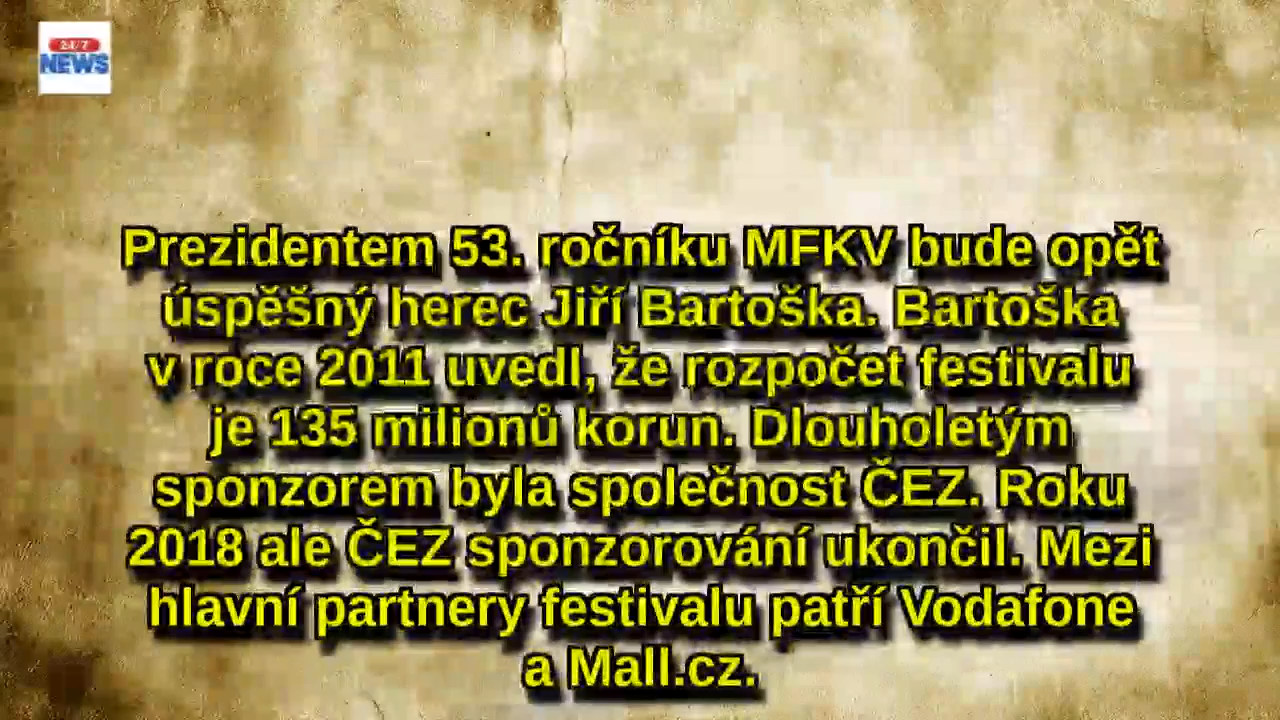 24/7
NEWS
Prezidentem 53. ročníku MFKV bude opět
úspěšný herec Jiří Bartoška. Bartoška
v roce 2011 uvedl, že rozpočet festivalu
je 135 milionů korun. Dlouholetým
sponzorem byla společnost ČEZ. Roku
2018 ale ČEZ sponzorování ukončil. Mezi
hlavní partnery festivalu patří Vodafone
a Mall.cz.